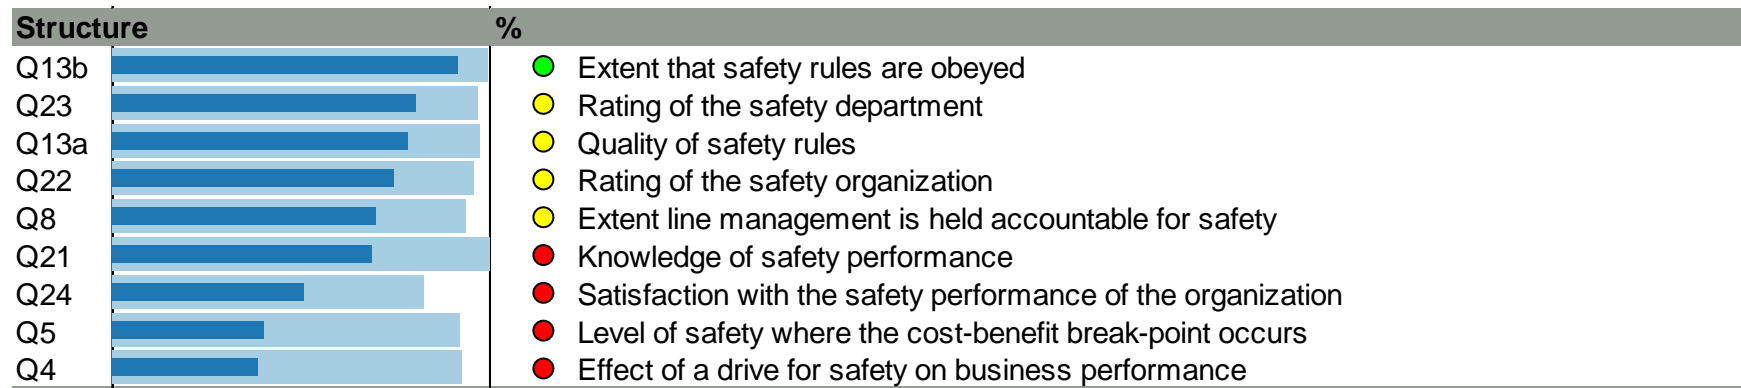 Structure %
Q13b Extent that safety rules are obeyed
Q23 Rating of the safety department
Q13a Quality of safety rules
Q22 Rating of the safety organization
Q8 Extent line management is held accountable for safety
Q21 Knowledge of safety performance
Q24 Satisfaction with the safety performance of the organization
Q5 Level of safety where the cost-benefit break-point occurs
Q4 Effect of a drive for safety on business performance